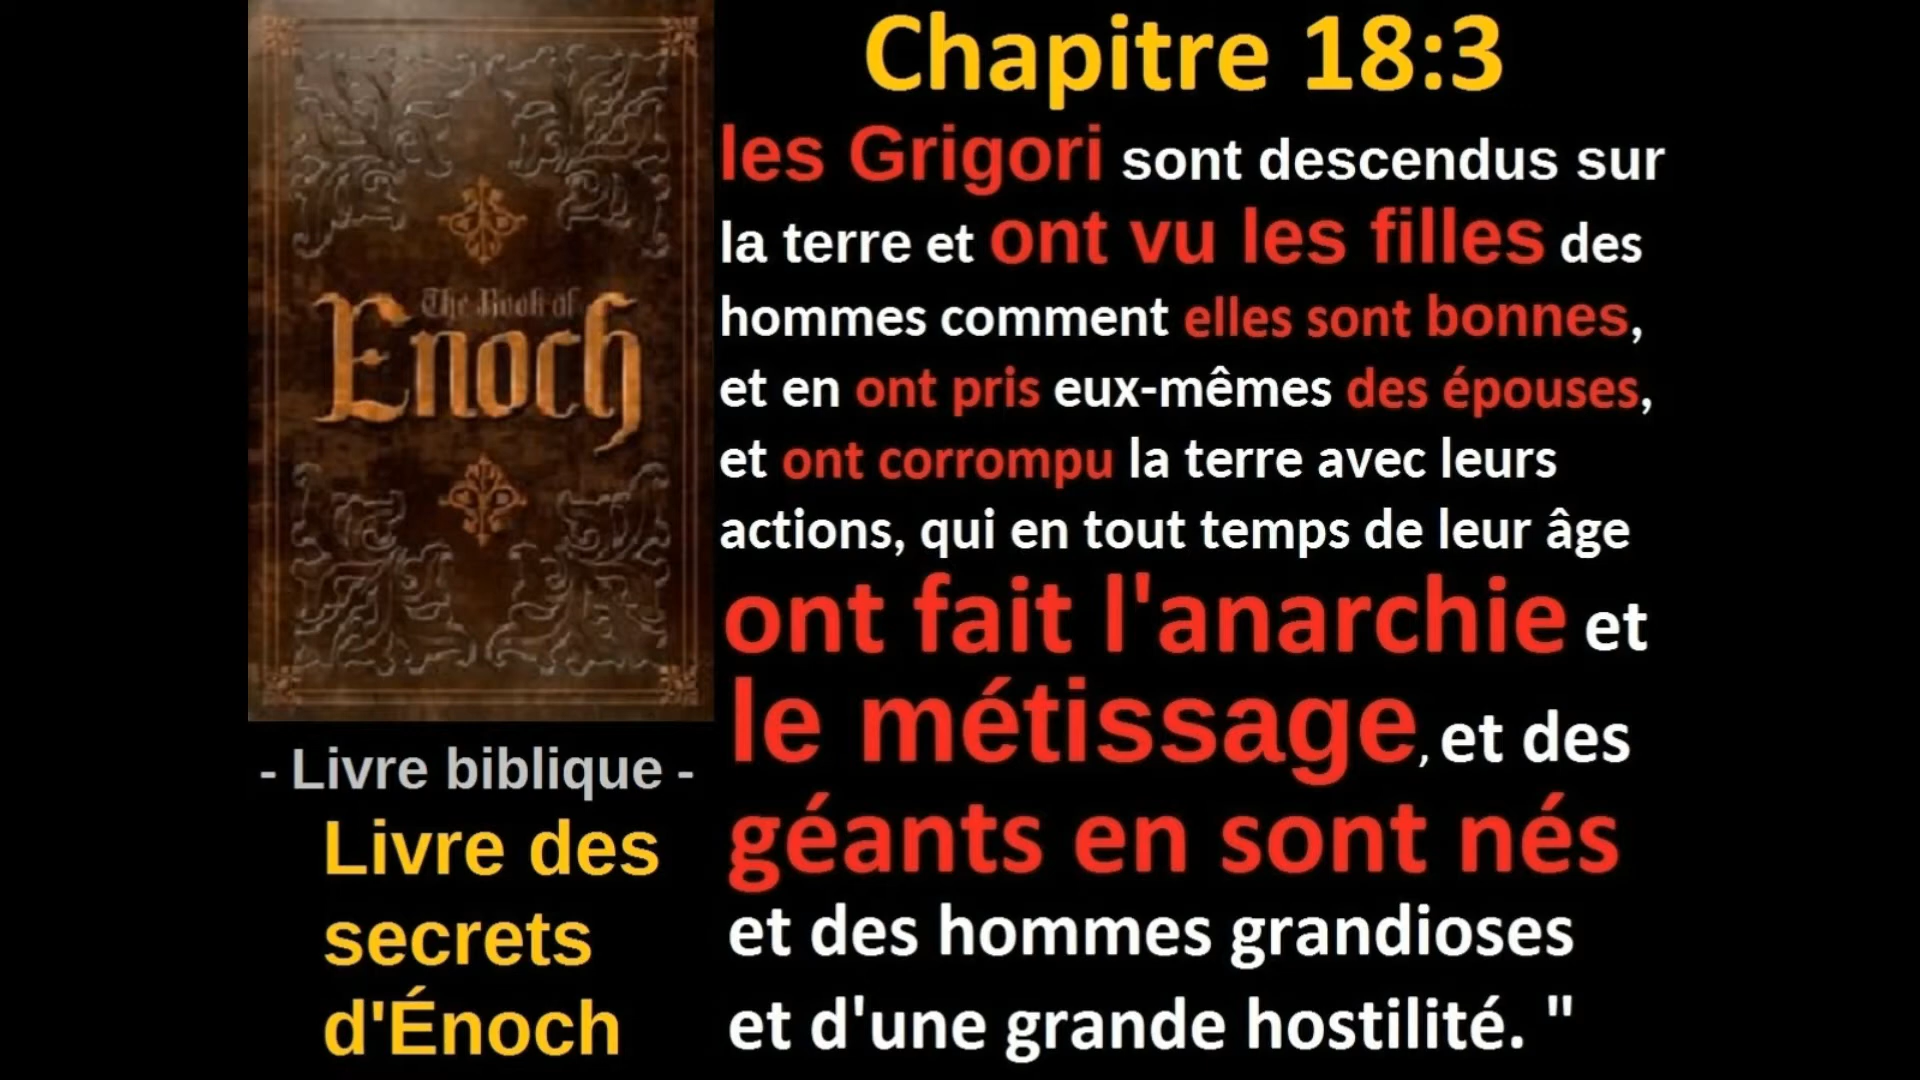 The Book of
Enoch
- Livre biblique -
Livre des
secrets
d'Énoch
Chapitre 18:3
les Grigori sont descendus sur
la terre et ont vu les filles des
hommes comment elles sont bonnes,
et en ont pris eux-mêmes des épouses,
et ont corrompu la terre avec leurs
actions, qui en tout temps de leur âge
ont fait l'anarchie et
le métissage, et des
géants en sont nés
et des hommes grandioses
et d'une grande hostilité. "